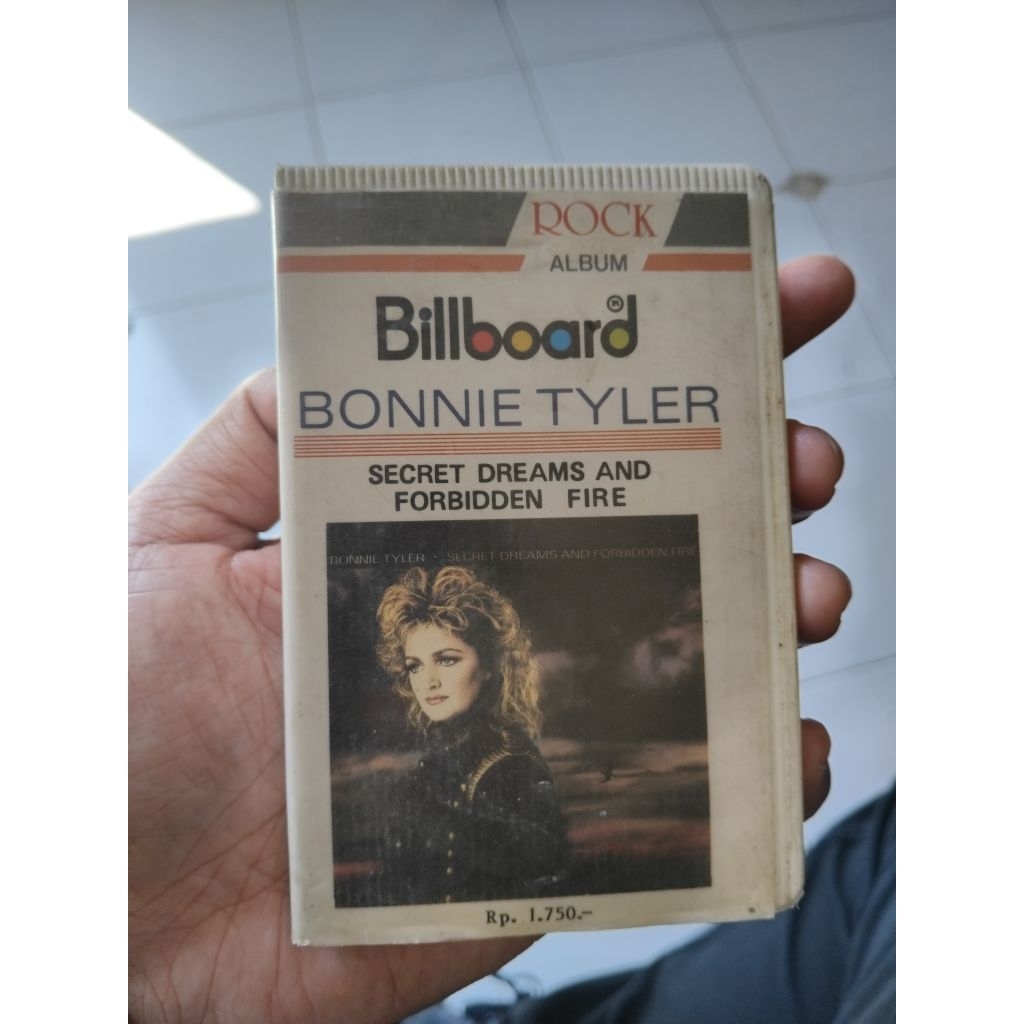 ROCK
ALBUM
Billboard®
BONNIE TYLER
SECRET DREAMS AND
FORBIDDEN FIRE
BONNIE TYLER · SECRET DREAMS AND FORBIDDEN FIRE
Rp. 1.750.-